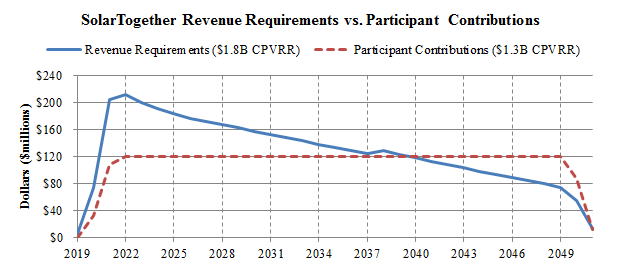 SolarTogether Revenue Requirements vs. Participant Contributions
Revenue Requirements ($1.8B CPVRR) Participant Contributions ($1.3B CPVRR)
Dollars ($millions)
$240
$200
$160
$120
$80
$40
$0
2019 2022 2025 2028 2031 2034 2037 2040 2043 2046 2049